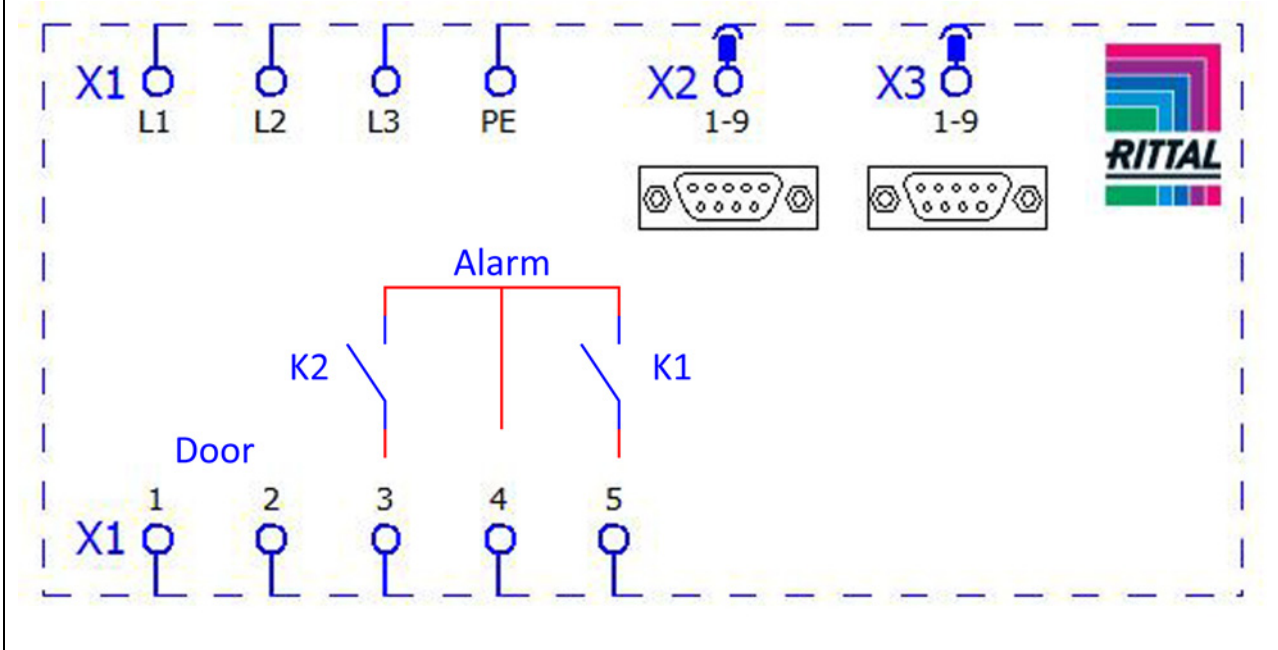 X1 X2 X3
L1 L2 L3 PE 1-9 1-9
RITTAL
Alarm
K2 K1
Door
1 2 3 4 5
X1